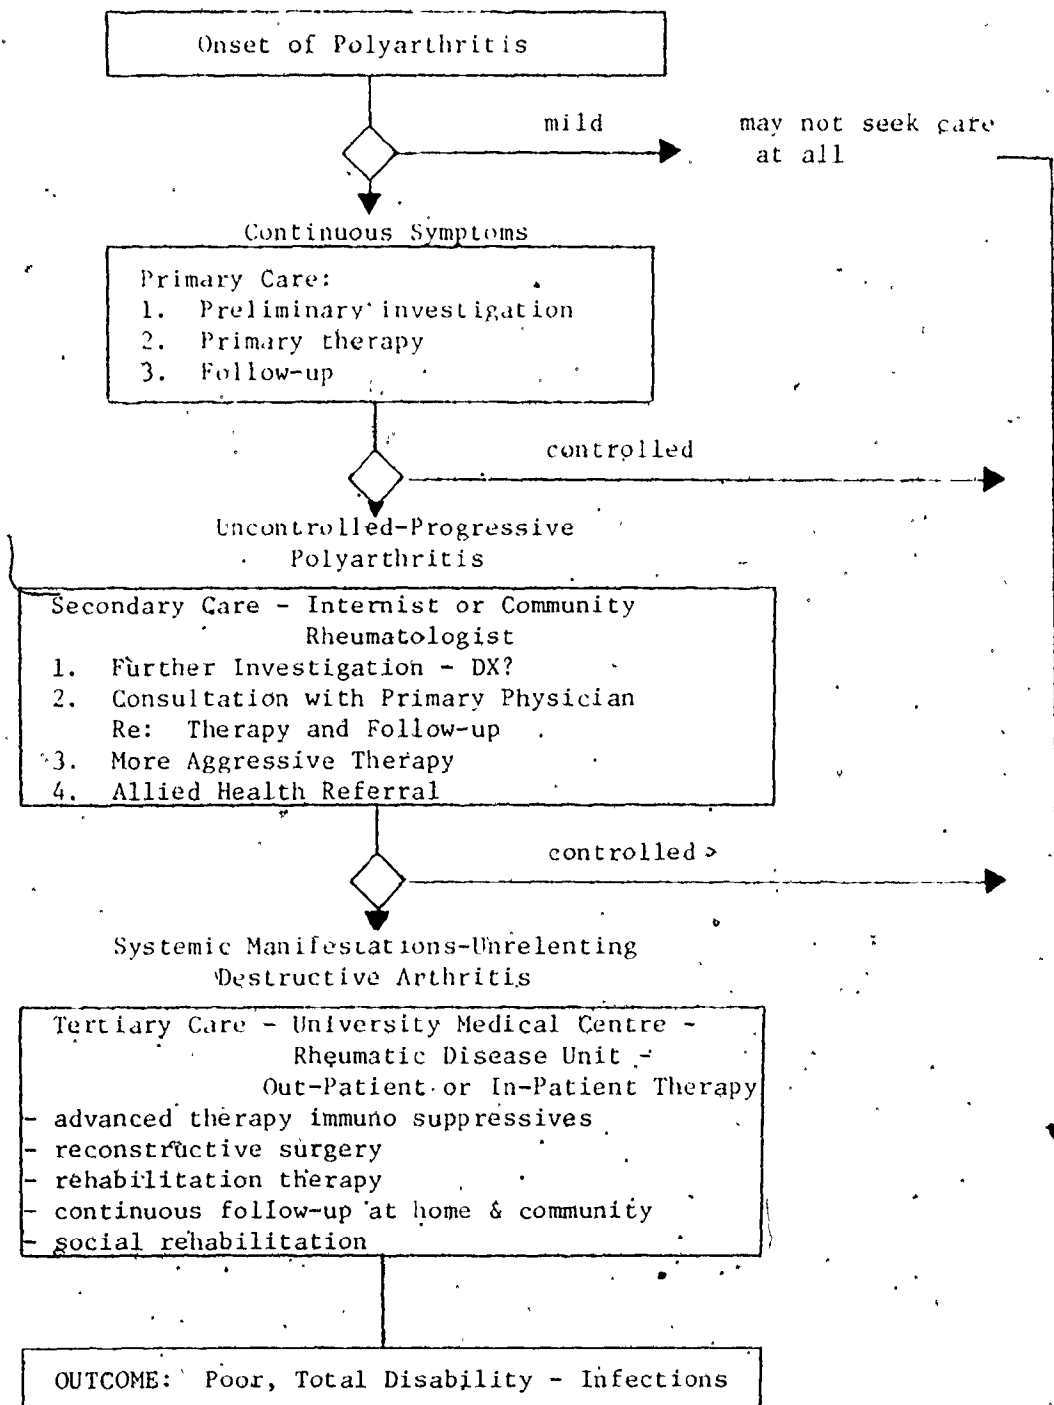 Onset of Polyarthritis
mild
may not seek care
at all
Continuous Symptoms
Primary Care:
1. Preliminary investigation
2. Primary therapy
3. Follow-up
controlled
Uncontrolled-Progressive
Polyarthritis
Secondary Care - Internist or Community
Rheumatologist
1. Further Investigation - DX?
2. Consultation with Primary Physician
Re: Therapy and Follow-up
3. More Aggressive Therapy
4. Allied Health Referral
controlled >
Systemic Manifestations-Unrelenting
Destructive Arthritis
Tertiary Care - University Medical Centre -
Rheumatic Disease Unit -
Out-Patient or In-Patient Therapy
- advanced therapy immuno suppressives
- reconstructive surgery
- rehabilitation therapy
- continuous follow-up at home & community
- social rehabilitation
OUTCOME: Poor, Total Disability - Infections